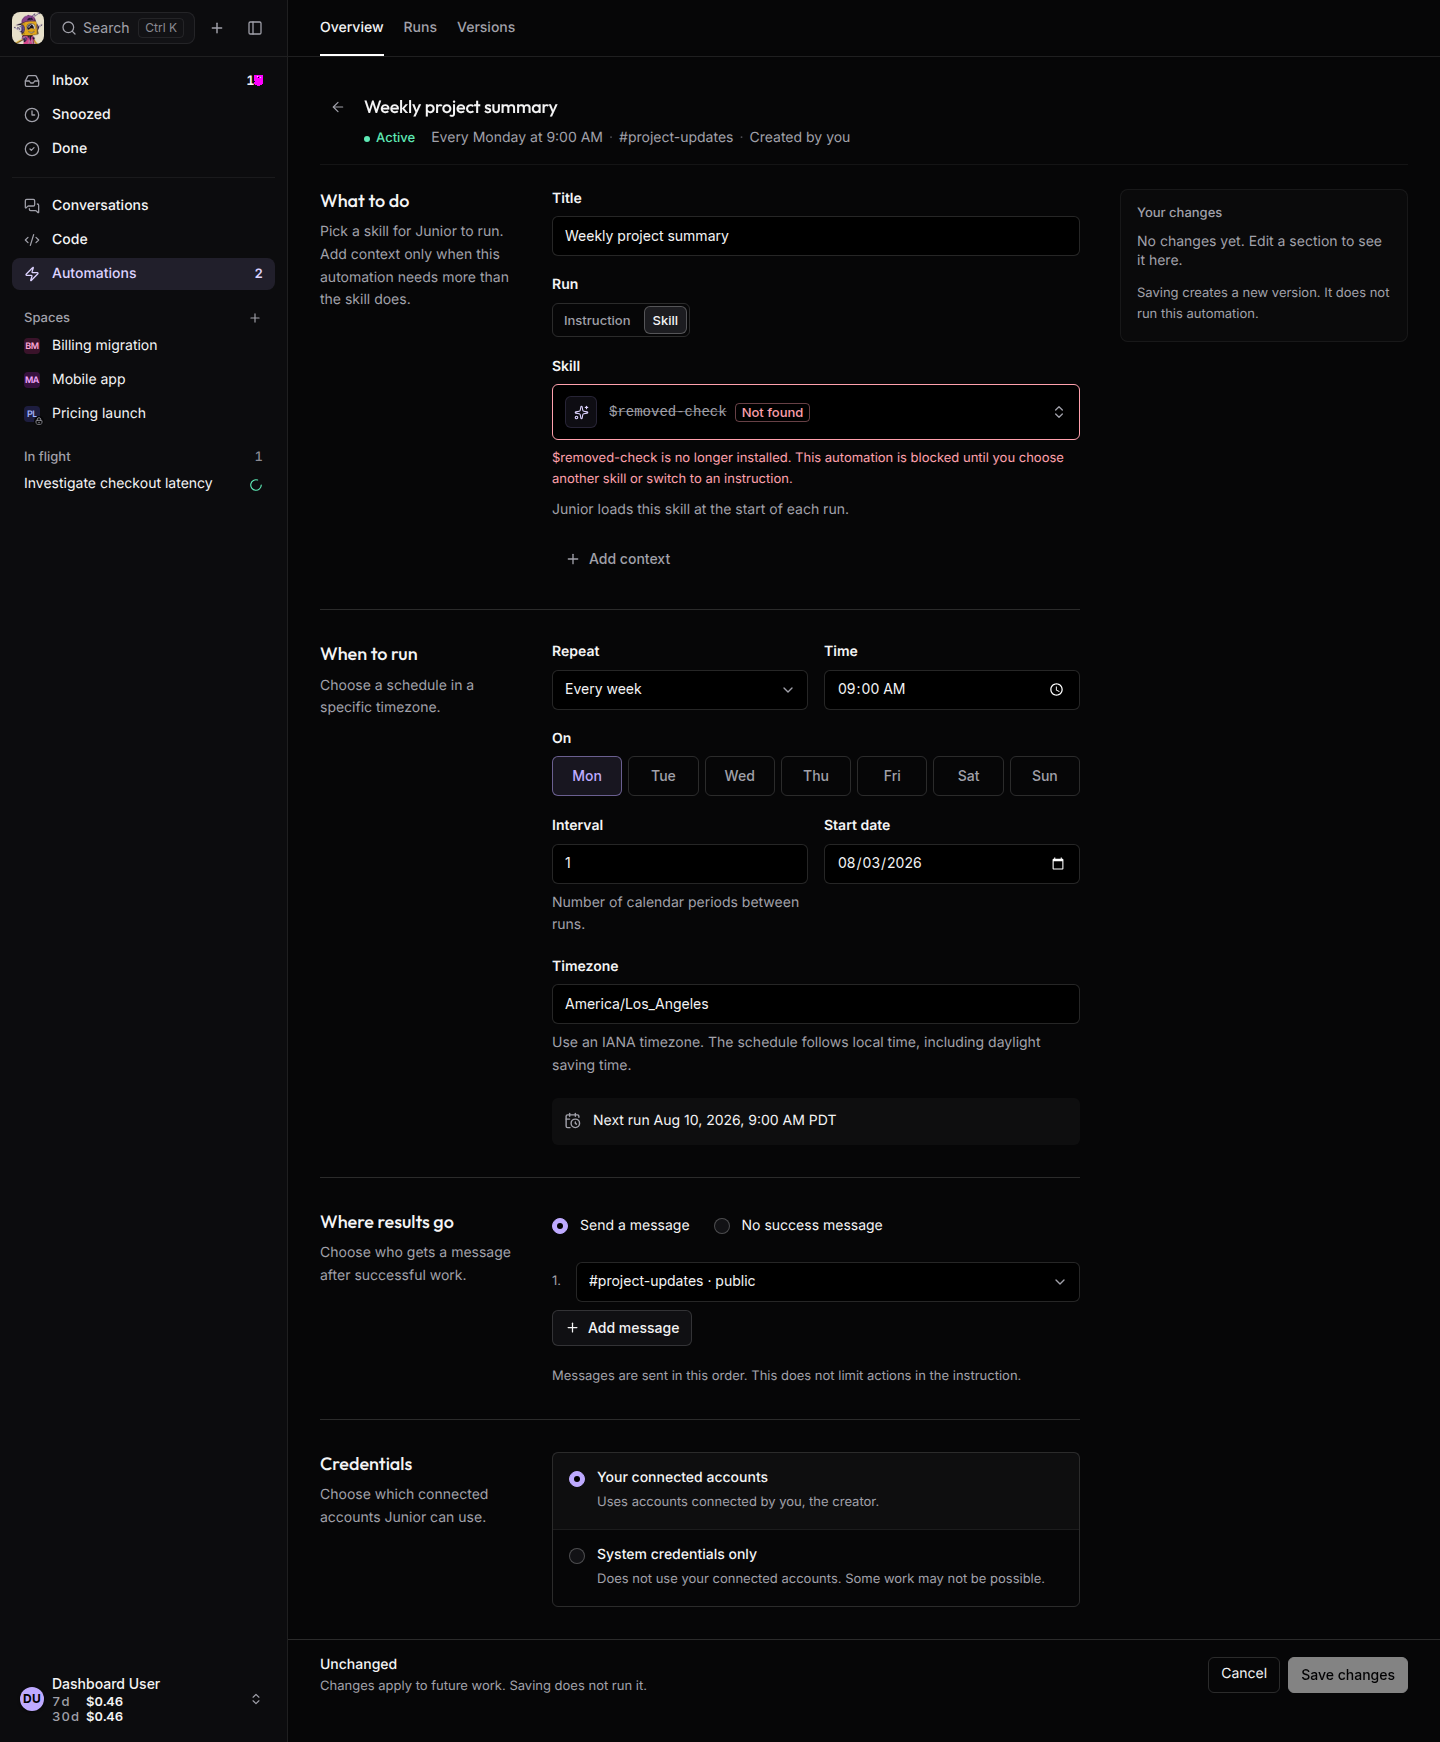 Search Ctrl K
Inbox
Snoozed
Done
Conversations
Code
Automations 2
Spaces
BM Billing migration
MA Mobile app
PL Pricing launch
In flight 1
Investigate checkout latency
DU Dashboard User
7d $0.46
30d $0.46
Overview Runs Versions
Weekly project summary
Active Every Monday at 9:00 AM · #project-updates · Created by you
What to do
Pick a skill for Junior to run.
Add context only when this
automation needs more than
the skill does.
Title
Weekly project summary
Run
Instruction Skill
Skill
$removed-check Not found
$removed-check is no longer installed. This automation is blocked until you choose
another skill or switch to an instruction.
Junior loads this skill at the start of each run.
Add context
Your changes
No changes yet. Edit a section to see
it here.
Saving creates a new version. It does not
run this automation.
When to run
Choose a schedule in a
specific timezone.
Repeat Time
Every week 09:00 AM
On
Mon Tue Wed Thu Fri Sat Sun
Interval Start date
1 08/03/2026
Number of calendar periods between
runs.
Timezone
America/Los_Angeles
Use an IANA timezone. The schedule follows local time, including daylight
saving time.
Next run Aug 10, 2026, 9:00 AM PDT
Where results go
Choose who gets a message
after successful work.
Send a message No success message
1. #project-updates · public
Add message
Messages are sent in this order. This does not limit actions in the instruction.
Credentials
Choose which connected
accounts Junior can use.
Your connected accounts
Uses accounts connected by you, the creator.
System credentials only
Does not use your connected accounts. Some work may not be possible.
Unchanged
Changes apply to future work. Saving does not run it.
Cancel Save changes